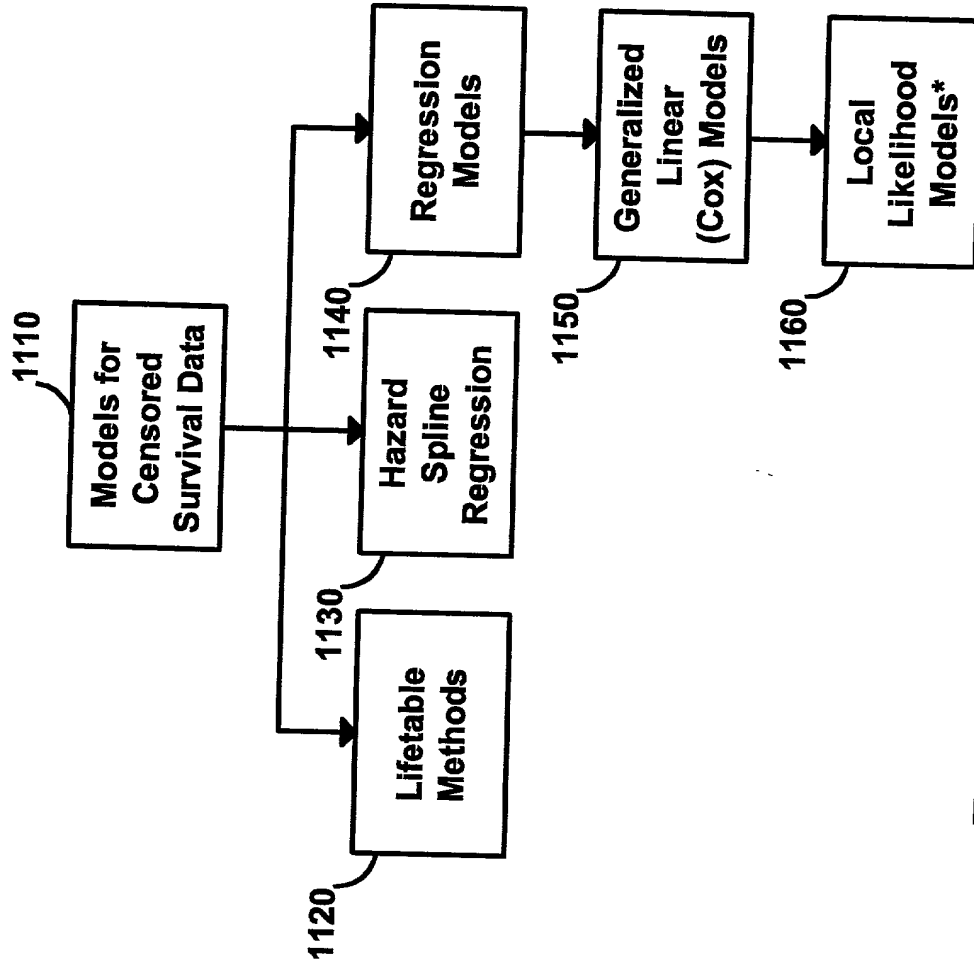 1110
Models for
Censored
Survival Data
1120
Lifetable
Methods
1130
Hazard
Spline
Regression
1140
Regression
Models
1150
Generalized
Linear
(Cox) Models
1160
Local
Likelihood
Models*